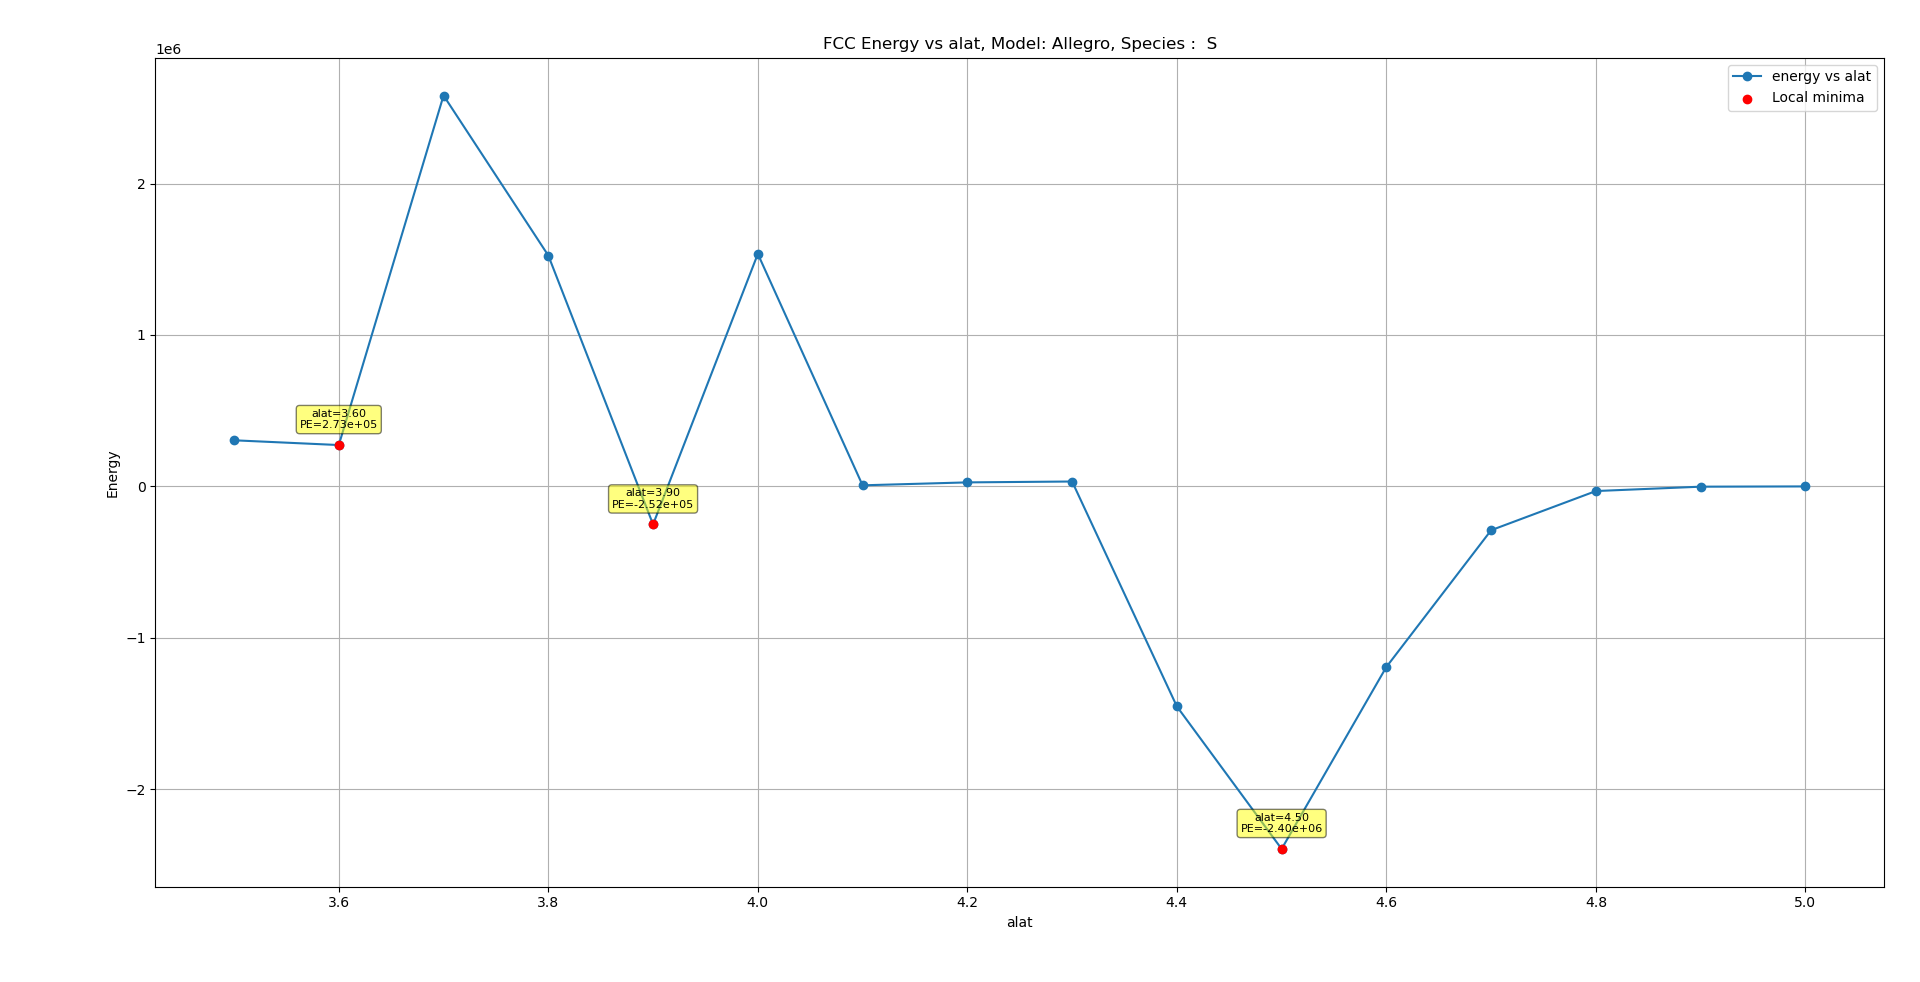 FCC Energy vs alat, Model: Allegro, Species :  S
1e6
energy vs alat
Local minima
2
1
0
−1
−2
Energy
alat=3.60
PE=2.73e+05
alat=3.90
PE=-2.52e+05
alat=4.50
PE=-2.40e+06
3.6 3.8 4.0 4.2 4.4 4.6 4.8 5.0
alat